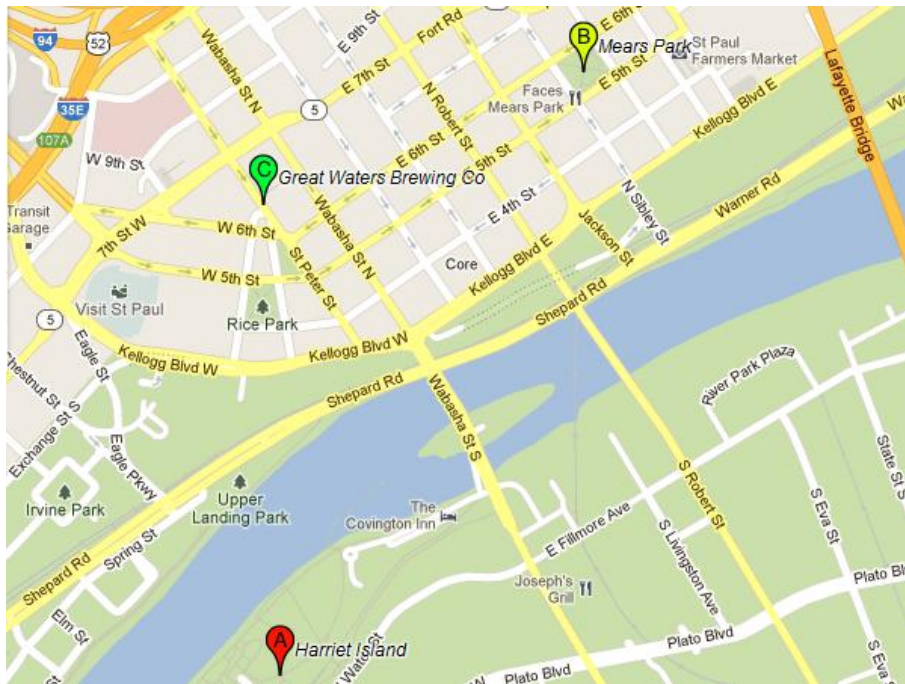 94
52
35E
107A
5
E 9th St
Wabasha St N
E 7th St
Fort Rd
E 6th St
B
Mears Park
St Paul
Farmers Market
Lafayette Bridge
Faces
Mears Park
N Robert St
E 5th St
Kellogg Blvd E
W 9th St
C
Great Waters Brewing Co
E 6th St
5th St
E 4th St
N Sibley St
Warner Rd
Transit
Garage
7th St W
W 6th St
W 5th St
St Peter St
Wabasha St N
Core
Kellogg Blvd E
Jackson St
Visit St Paul
Rice Park
5
Eagle St
Kellogg Blvd W
Kellogg Blvd W
Shepard Rd
Shepard Rd
Chestnut St
Exchange St S
Eagle Pkwy
Wabasha St S
River Park Plaza
Irvine Park
Upper
Landing Park
The
Covington Inn
S Robert St
State St S
S Eva St
E Fillmore Ave
Spring St
Shepard Rd
S Livingston Ave
Joseph's
Grill
Plato Blvd
Elm St
A
Harriet Island
Water St
Plato Blvd
S Eva St
W
Plato Blvd